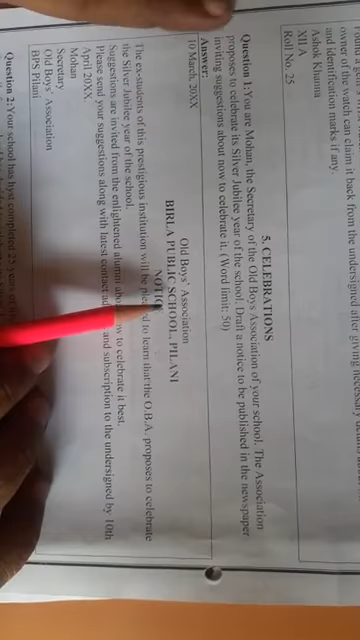 owner of the watch can claim it back from the undersigned after giving
and identification marks if any.
Ashok Khanna
XII A
Roll No. 25
5. CELEBRATIONS
Question 1: You are Mohan, the Secretary of the Old Boys Association of your school. The Association
proposes to celebrate its Silver Jubilee year of the school. Draft a notice to be published in the newspaper
inviting suggestions about now to celebrate it. (Word limit: 50)
Answer:
10 March, 20XX
Old Boys' Association
BIRLA PUBLIC SCHOOL, PILANI
NOTICE
The ex-students of this prestigious institution will be pleased to learn that the O.B.A. proposes to celebrate
the Silver Jubilee year of the school.
Suggestions are invited from the enlightened alumni to celebrate it best.
Please send your suggestions along with latest contact and subscription to the undersigned by 10th
April 20XX.
Mohan
Secretary
Old Boys' Association
BPS Pilani
Question 2: Your school has just completed 25 years of